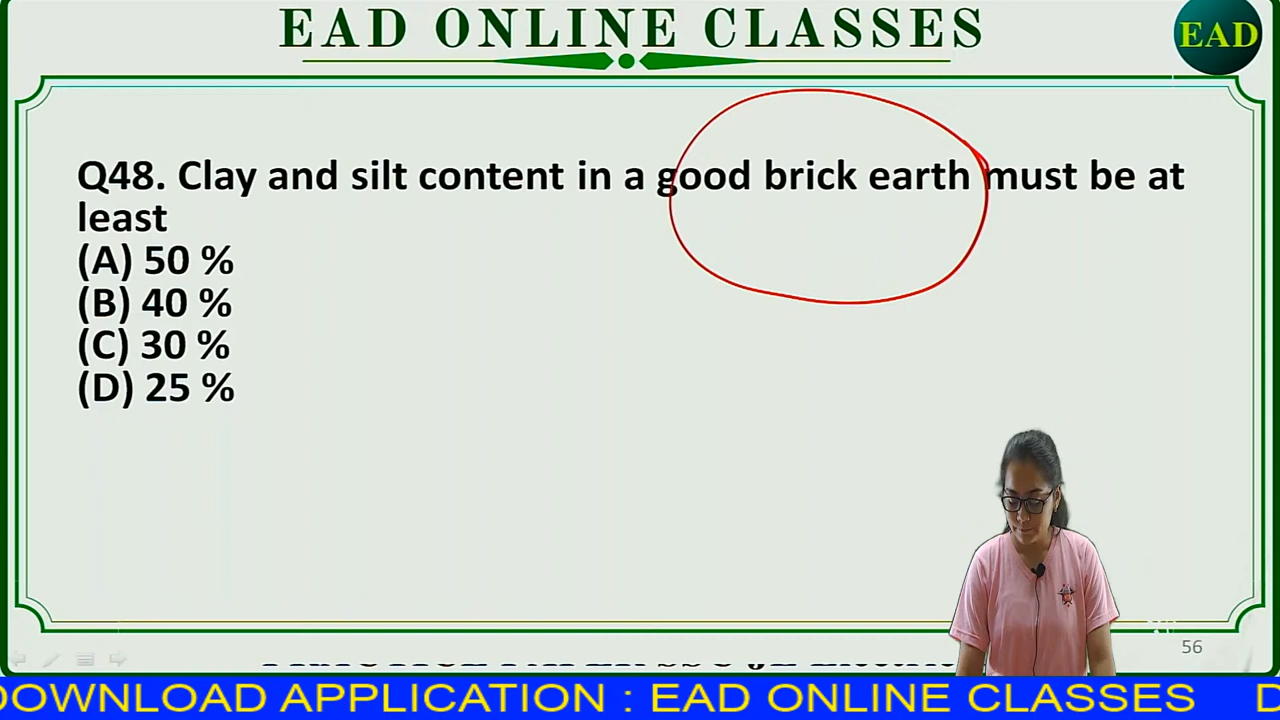 EAD ONLINE CLASSES
EAD
Q48. Clay and silt content in a good brick earth must be at
least
(A) 50 %
(B) 40 %
(C) 30 %
(D) 25 %
56
DOWNLOAD APPLICATION : EAD ONLINE CLASSES D